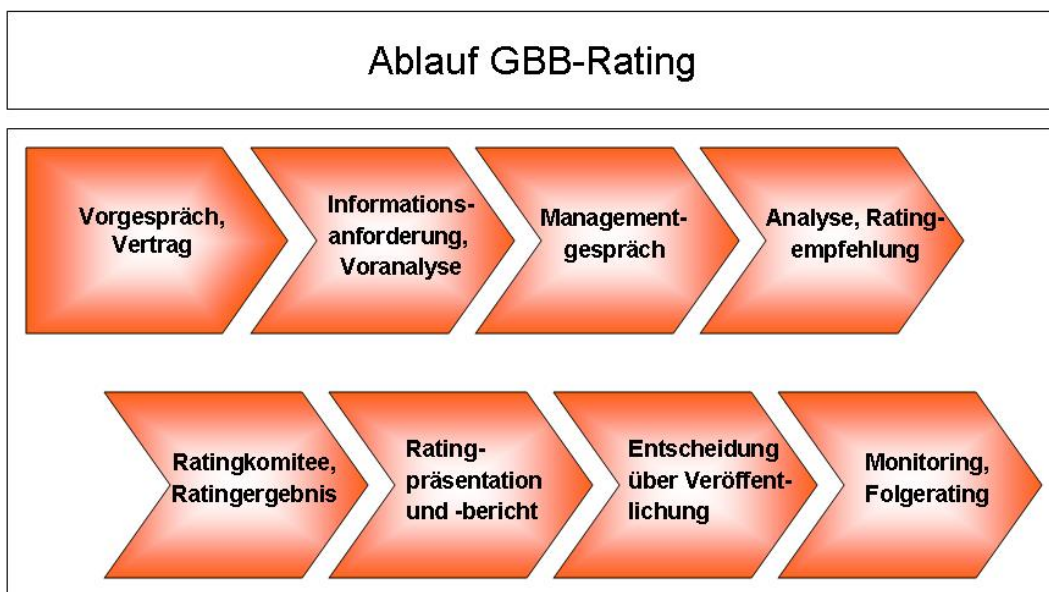 Ablauf GBB-Rating
Vorgespräch,
Vertrag
Informations-
anforderung,
Voranalyse
Management-
gespräch
Analyse, Rating-
empfehlung
Ratingkomitee,
Ratingergebnis
Rating-
präsentation
und -bericht
Entscheidung
über Veröffent-
lichung
Monitoring,
Folgerating